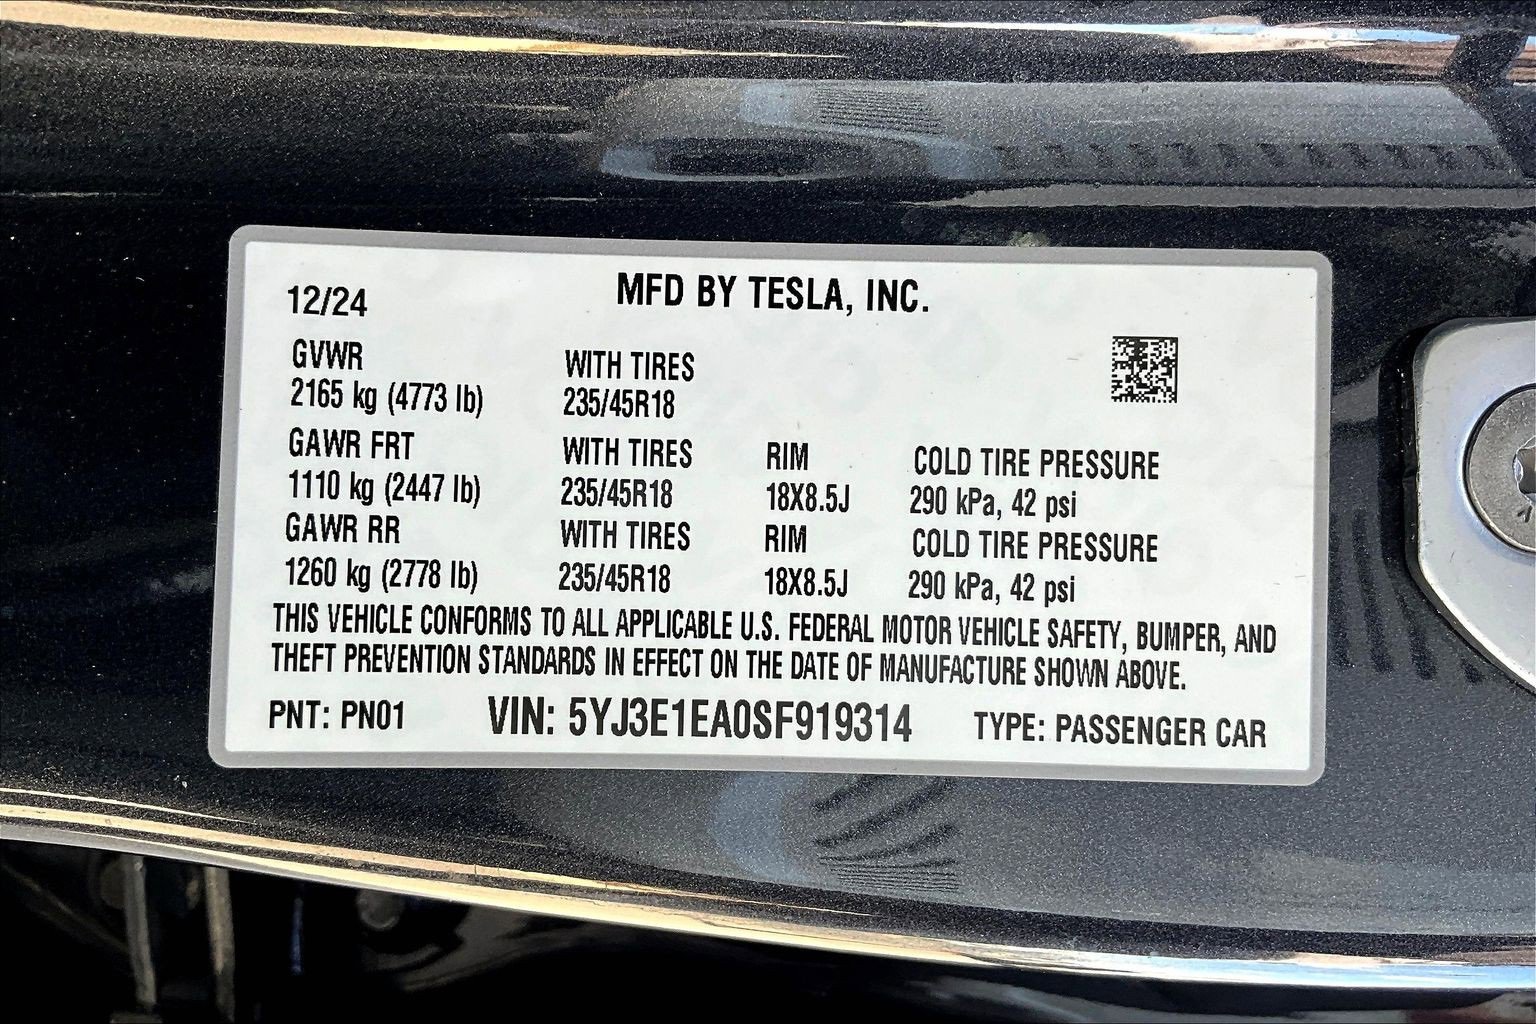 12/24 MFD BY TESLA, INC.
GVWR WITH TIRES
2165 kg (4773 lb) 235/45R18
GAWR FRT WITH TIRES RIM COLD TIRE PRESSURE
1110 kg (2447 lb) 235/45R18 18X8.5J 290 kPa, 42 psi
GAWR RR WITH TIRES RIM COLD TIRE PRESSURE
1260 kg (2778 lb) 235/45R18 18X8.5J 290 kPa, 42 psi
THIS VEHICLE CONFORMS TO ALL APPLICABLE U.S. FEDERAL MOTOR VEHICLE SAFETY, BUMPER, AND
THEFT PREVENTION STANDARDS IN EFFECT ON THE DATE OF MANUFACTURE SHOWN ABOVE.
PNT: PN01 VIN: 5YJ3E1EA0SF919314 TYPE: PASSENGER CAR